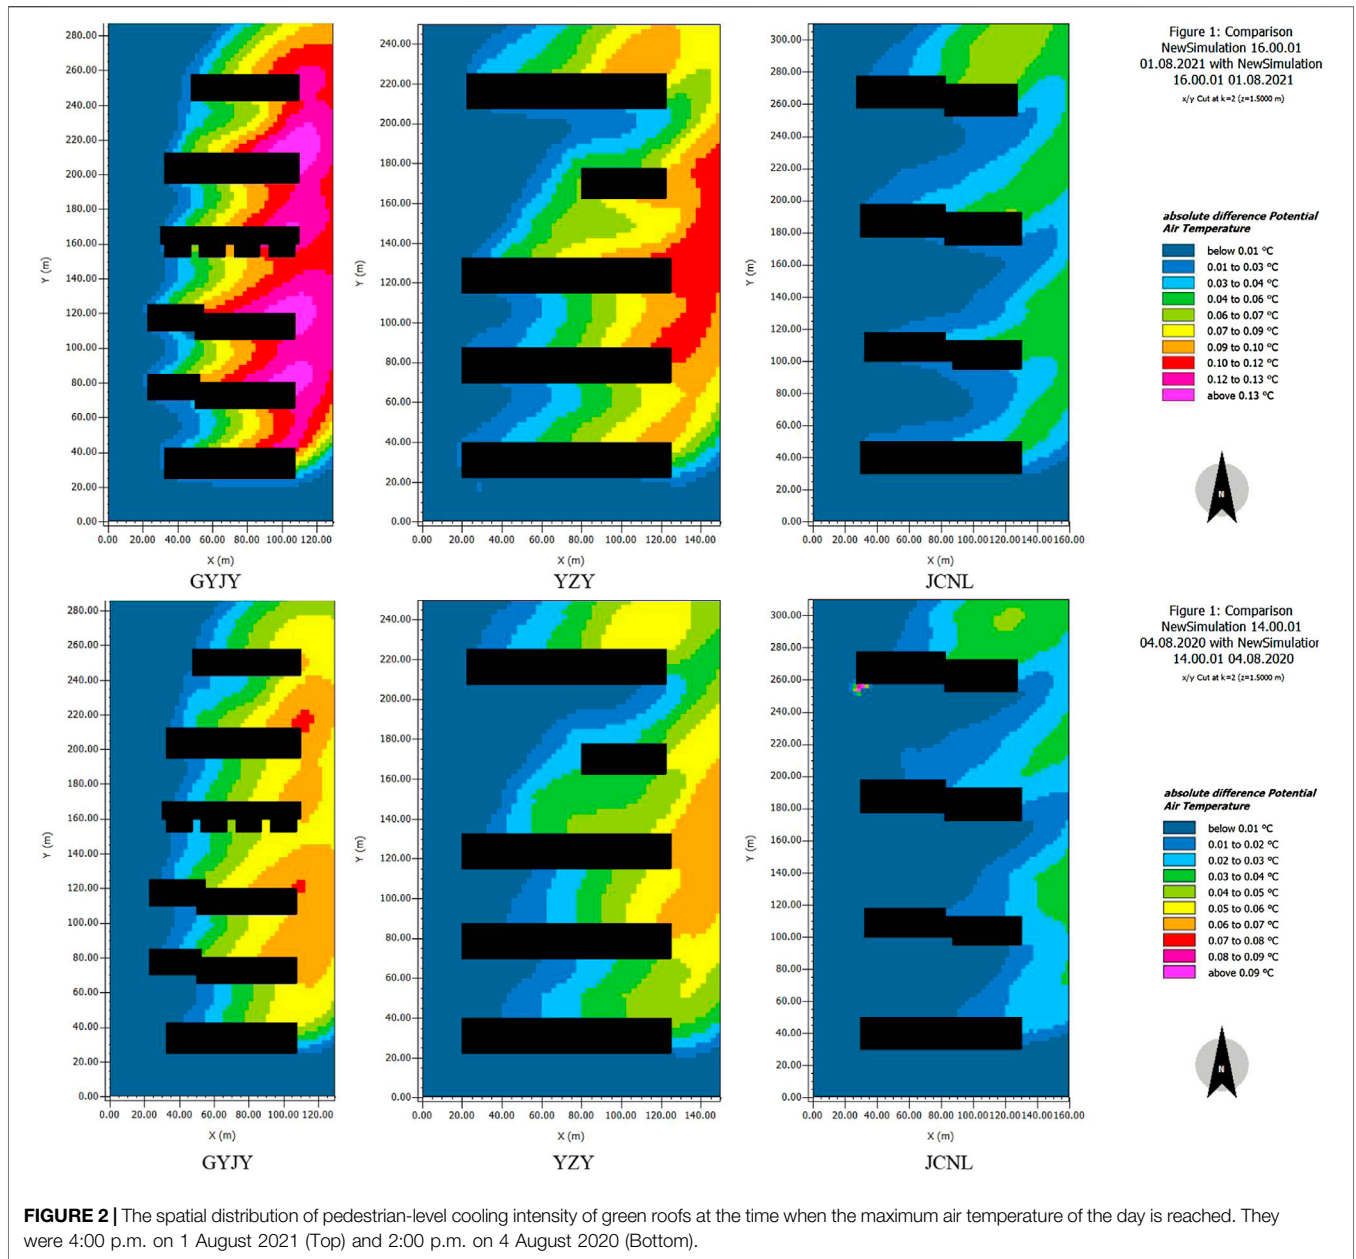 280.00
260.00
240.00
220.00
200.00
180.00
160.00
140.00
120.00
100.00
80.00
60.00
40.00
20.00
0.00
Y (m)
0.00 20.00 40.00 60.00 80.00 100.00 120.00
X (m)
GYJY
240.00
220.00
200.00
180.00
160.00
140.00
120.00
100.00
80.00
60.00
40.00
20.00
0.00
Y (m)
0.00 20.00 40.00 60.00 80.00 100.00 120.00 140.00
X (m)
YZY
300.00
280.00
260.00
240.00
220.00
200.00
180.00
160.00
140.00
120.00
100.00
80.00
60.00
40.00
20.00
0.00
Y (m)
0.00 20.00 40.00 60.00 80.00 100.00 120.00 140.00 160.00
X (m)
JCNL
Figure 1: Comparison
NewSimulation 16.00.01
01.08.2021 with NewSimulation
16.00.01 01.08.2021
x/y Cut at k=2 (z=1.5000 m)
absolute difference Potential
Air Temperature
below 0.01 °C
0.01 to 0.03 °C
0.03 to 0.04 °C
0.04 to 0.06 °C
0.06 to 0.07 °C
0.07 to 0.09 °C
0.09 to 0.10 °C
0.10 to 0.12 °C
0.12 to 0.13 °C
above 0.13 °C
N
280.00
260.00
240.00
220.00
200.00
180.00
160.00
140.00
120.00
100.00
80.00
60.00
40.00
20.00
0.00
Y (m)
0.00 20.00 40.00 60.00 80.00 100.00 120.00
X (m)
GYJY
240.00
220.00
200.00
180.00
160.00
140.00
120.00
100.00
80.00
60.00
40.00
20.00
0.00
Y (m)
0.00 20.00 40.00 60.00 80.00 100.00 120.00 140.00
X (m)
YZY
300.00
280.00
260.00
240.00
220.00
200.00
180.00
160.00
140.00
120.00
100.00
80.00
60.00
40.00
20.00
0.00
Y (m)
0.00 20.00 40.00 60.00 80.00 100.00 120.00 140.00 160.00
X (m)
JCNL
Figure 1: Comparison
NewSimulation 14.00.01
04.08.2020 with NewSimulation
14.00.01 04.08.2020
x/y Cut at k=2 (z=1.5000 m)
absolute difference Potential
Air Temperature
below 0.01 °C
0.01 to 0.02 °C
0.02 to 0.03 °C
0.03 to 0.04 °C
0.04 to 0.05 °C
0.05 to 0.06 °C
0.06 to 0.07 °C
0.07 to 0.08 °C
0.08 to 0.09 °C
above 0.09 °C
N
FIGURE 2 | The spatial distribution of pedestrian-level cooling intensity of green roofs at the time when the maximum air temperature of the day is reached. They
were 4:00 p.m. on 1 August 2021 (Top) and 2:00 p.m. on 4 August 2020 (Bottom).